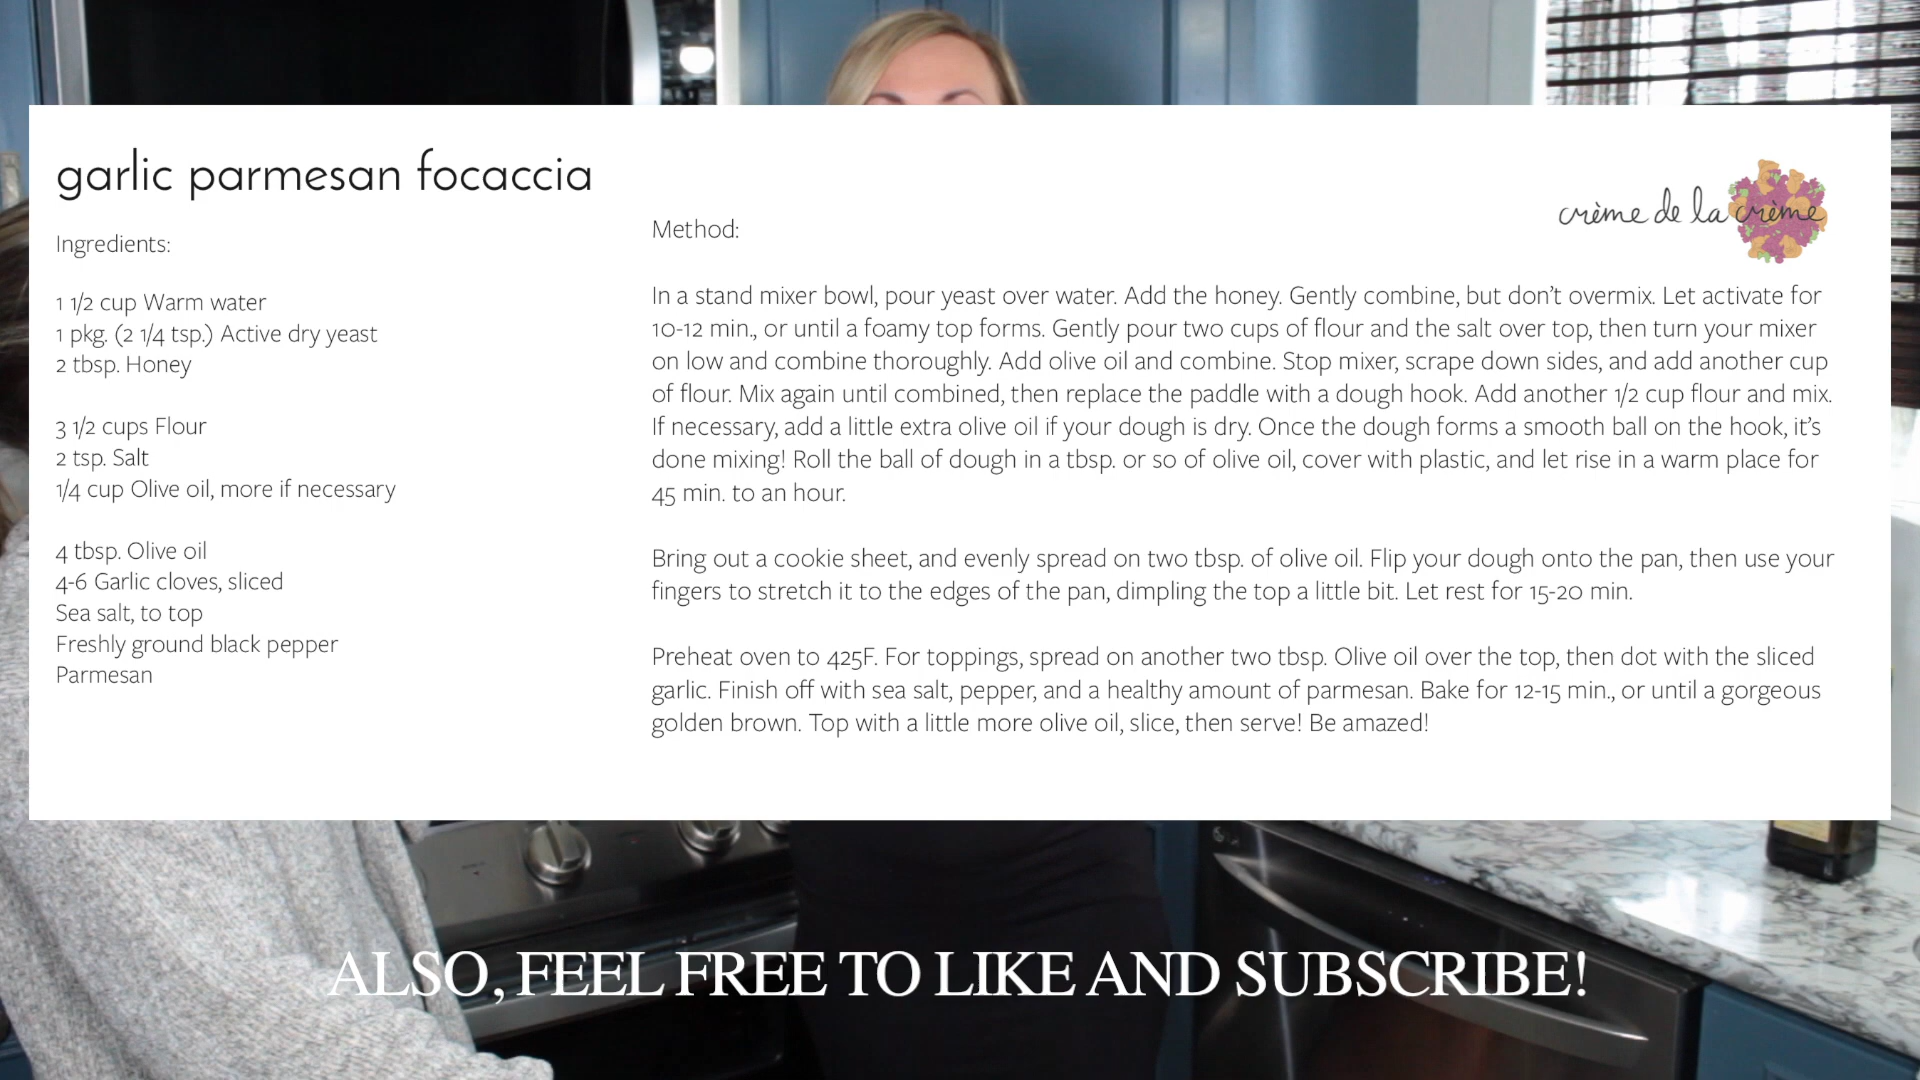 garlic parmesan focaccia
Ingredients:
1 1/2 cup Warm water
1 pkg. (2 1/4 tsp.) Active dry yeast
2 tbsp. Honey
3 1/2 cups Flour
2 tsp. Salt
1/4 cup Olive oil, more if necessary
4 tbsp. Olive oil
4-6 Garlic cloves, sliced
Sea salt, to top
Freshly ground black pepper
Parmesan
Method:
In a stand mixer bowl, pour yeast over water. Add the honey. Gently combine, but don’t overmix. Let activate for
10-12 min., or until a foamy top forms. Gently pour two cups of flour and the salt over top, then turn your mixer
on low and combine thoroughly. Add olive oil and combine. Stop mixer, scrape down sides, and add another cup
of flour. Mix again until combined, then replace the paddle with a dough hook. Add another 1/2 cup flour and mix.
If necessary, add a little extra olive oil if your dough is dry. Once the dough forms a smooth ball on the hook, it’s
done mixing! Roll the ball of dough in a tbsp. or so of olive oil, cover with plastic, and let rise in a warm place for
45 min. to an hour.
Bring out a cookie sheet, and evenly spread on two tbsp. of olive oil. Flip your dough onto the pan, then use your
fingers to stretch it to the edges of the pan, dimpling the top a little bit. Let rest for 15-20 min.
Preheat oven to 425F. For toppings, spread on another two tbsp. Olive oil over the top, then dot with the sliced
garlic. Finish off with sea salt, pepper, and a healthy amount of parmesan. Bake for 12-15 min., or until a gorgeous
golden brown. Top with a little more olive oil, slice, then serve! Be amazed!
crème de la crème
ALSO, FEEL FREE TO LIKE AND SUBSCRIBE!